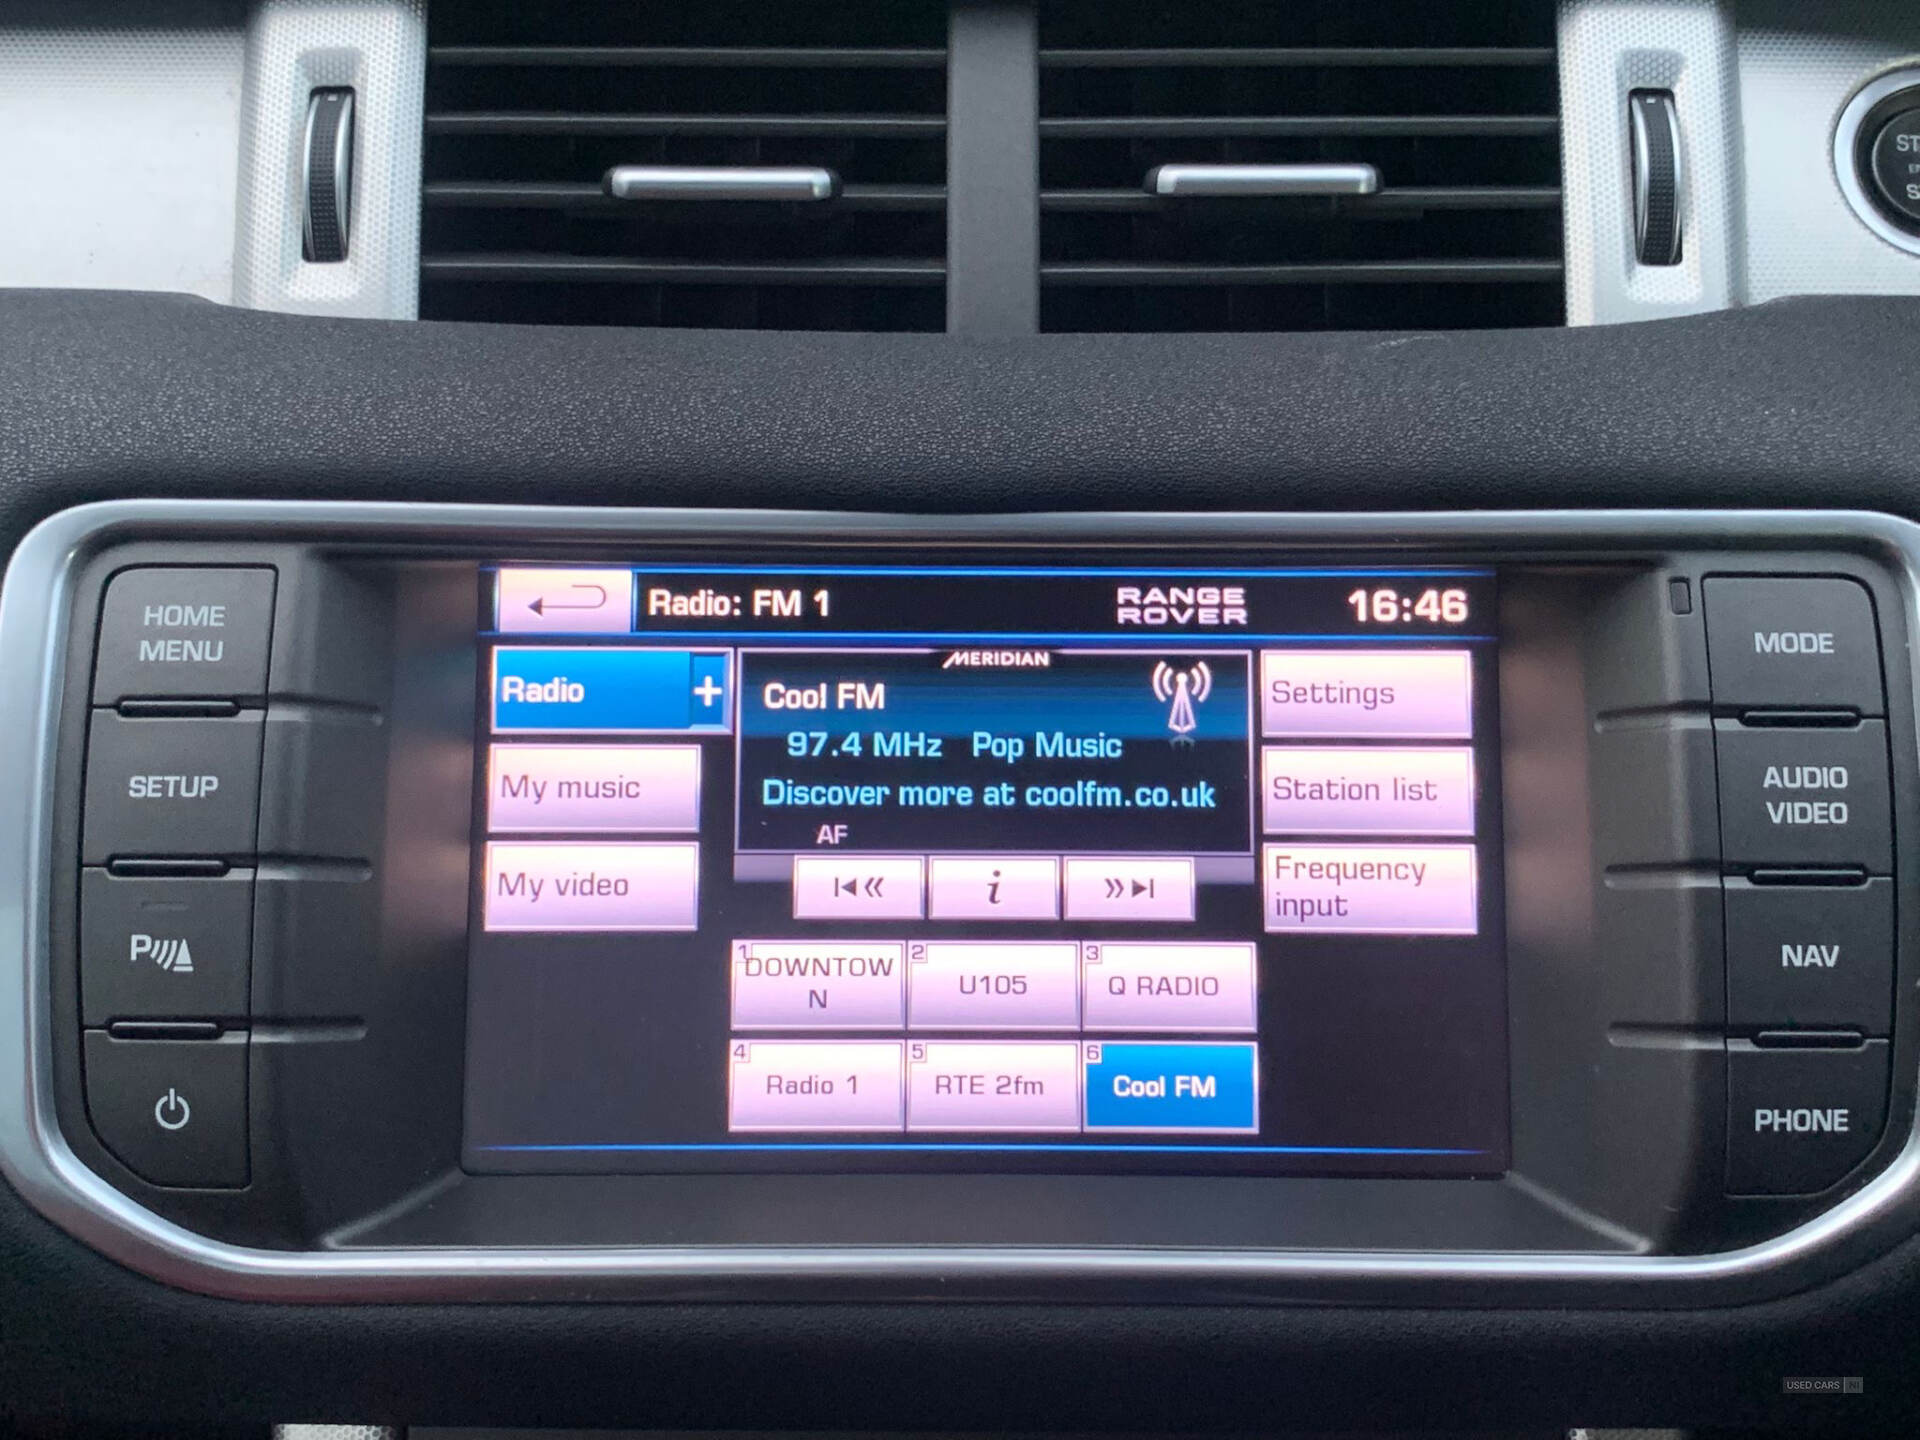 HOME
MENU
SETUP
P
Radio: FM 1
RANGE
ROVER
16:46
Radio +
My music
My video
MERIDIAN
Cool FM
97.4 MHz Pop Music
Discover more at coolfm.co.uk
AF
i
Settings
Station list
Frequency
input
1 DOWNTOW
N
2 U105
3 Q RADIO
4 Radio 1
5 RTE 2fm
6 Cool FM
MODE
AUDIO
VIDEO
NAV
PHONE
USED CARS NI